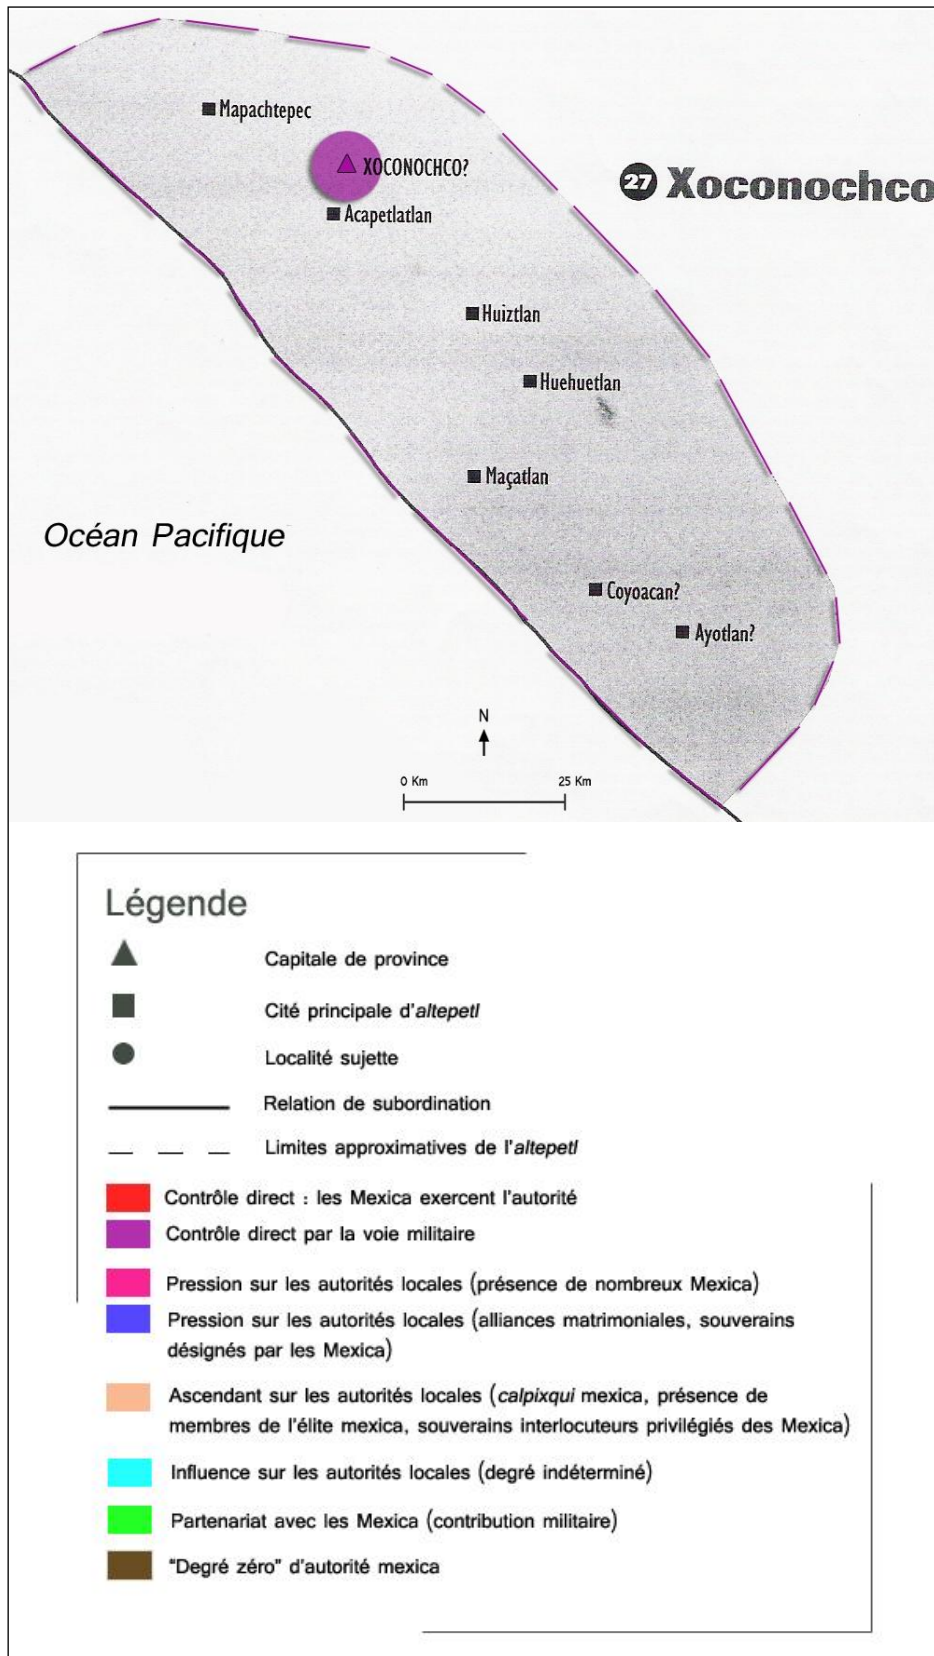 Mapachtepec
XOCONOCHCO?
27 Xoconochco
Acapetlatlan
Huiztlan
Huehuetlan
Maçatlan
Océan Pacifique
Coyoacan?
Ayotlan?
N
0 Km 25 Km
Légende
Capitale de province
Cité principale d'altepetl
Localité sujette
Relation de subordination
Limites approximatives de l'altepetl
Contrôle direct : les Mexica exercent l'autorité
Contrôle direct par la voie militaire
Pression sur les autorités locales (présence de nombreux Mexica)
Pression sur les autorités locales (alliances matrimoniales, souverains
désignés par les Mexica)
Ascendant sur les autorités locales (calpixqui mexica, présence de
membres de l'élite mexica, souverains interlocuteurs privilégiés des Mexica)
Influence sur les autorités locales (degré indéterminé)
Partenariat avec les Mexica (contribution militaire)
"Degré zéro" d'autorité mexica